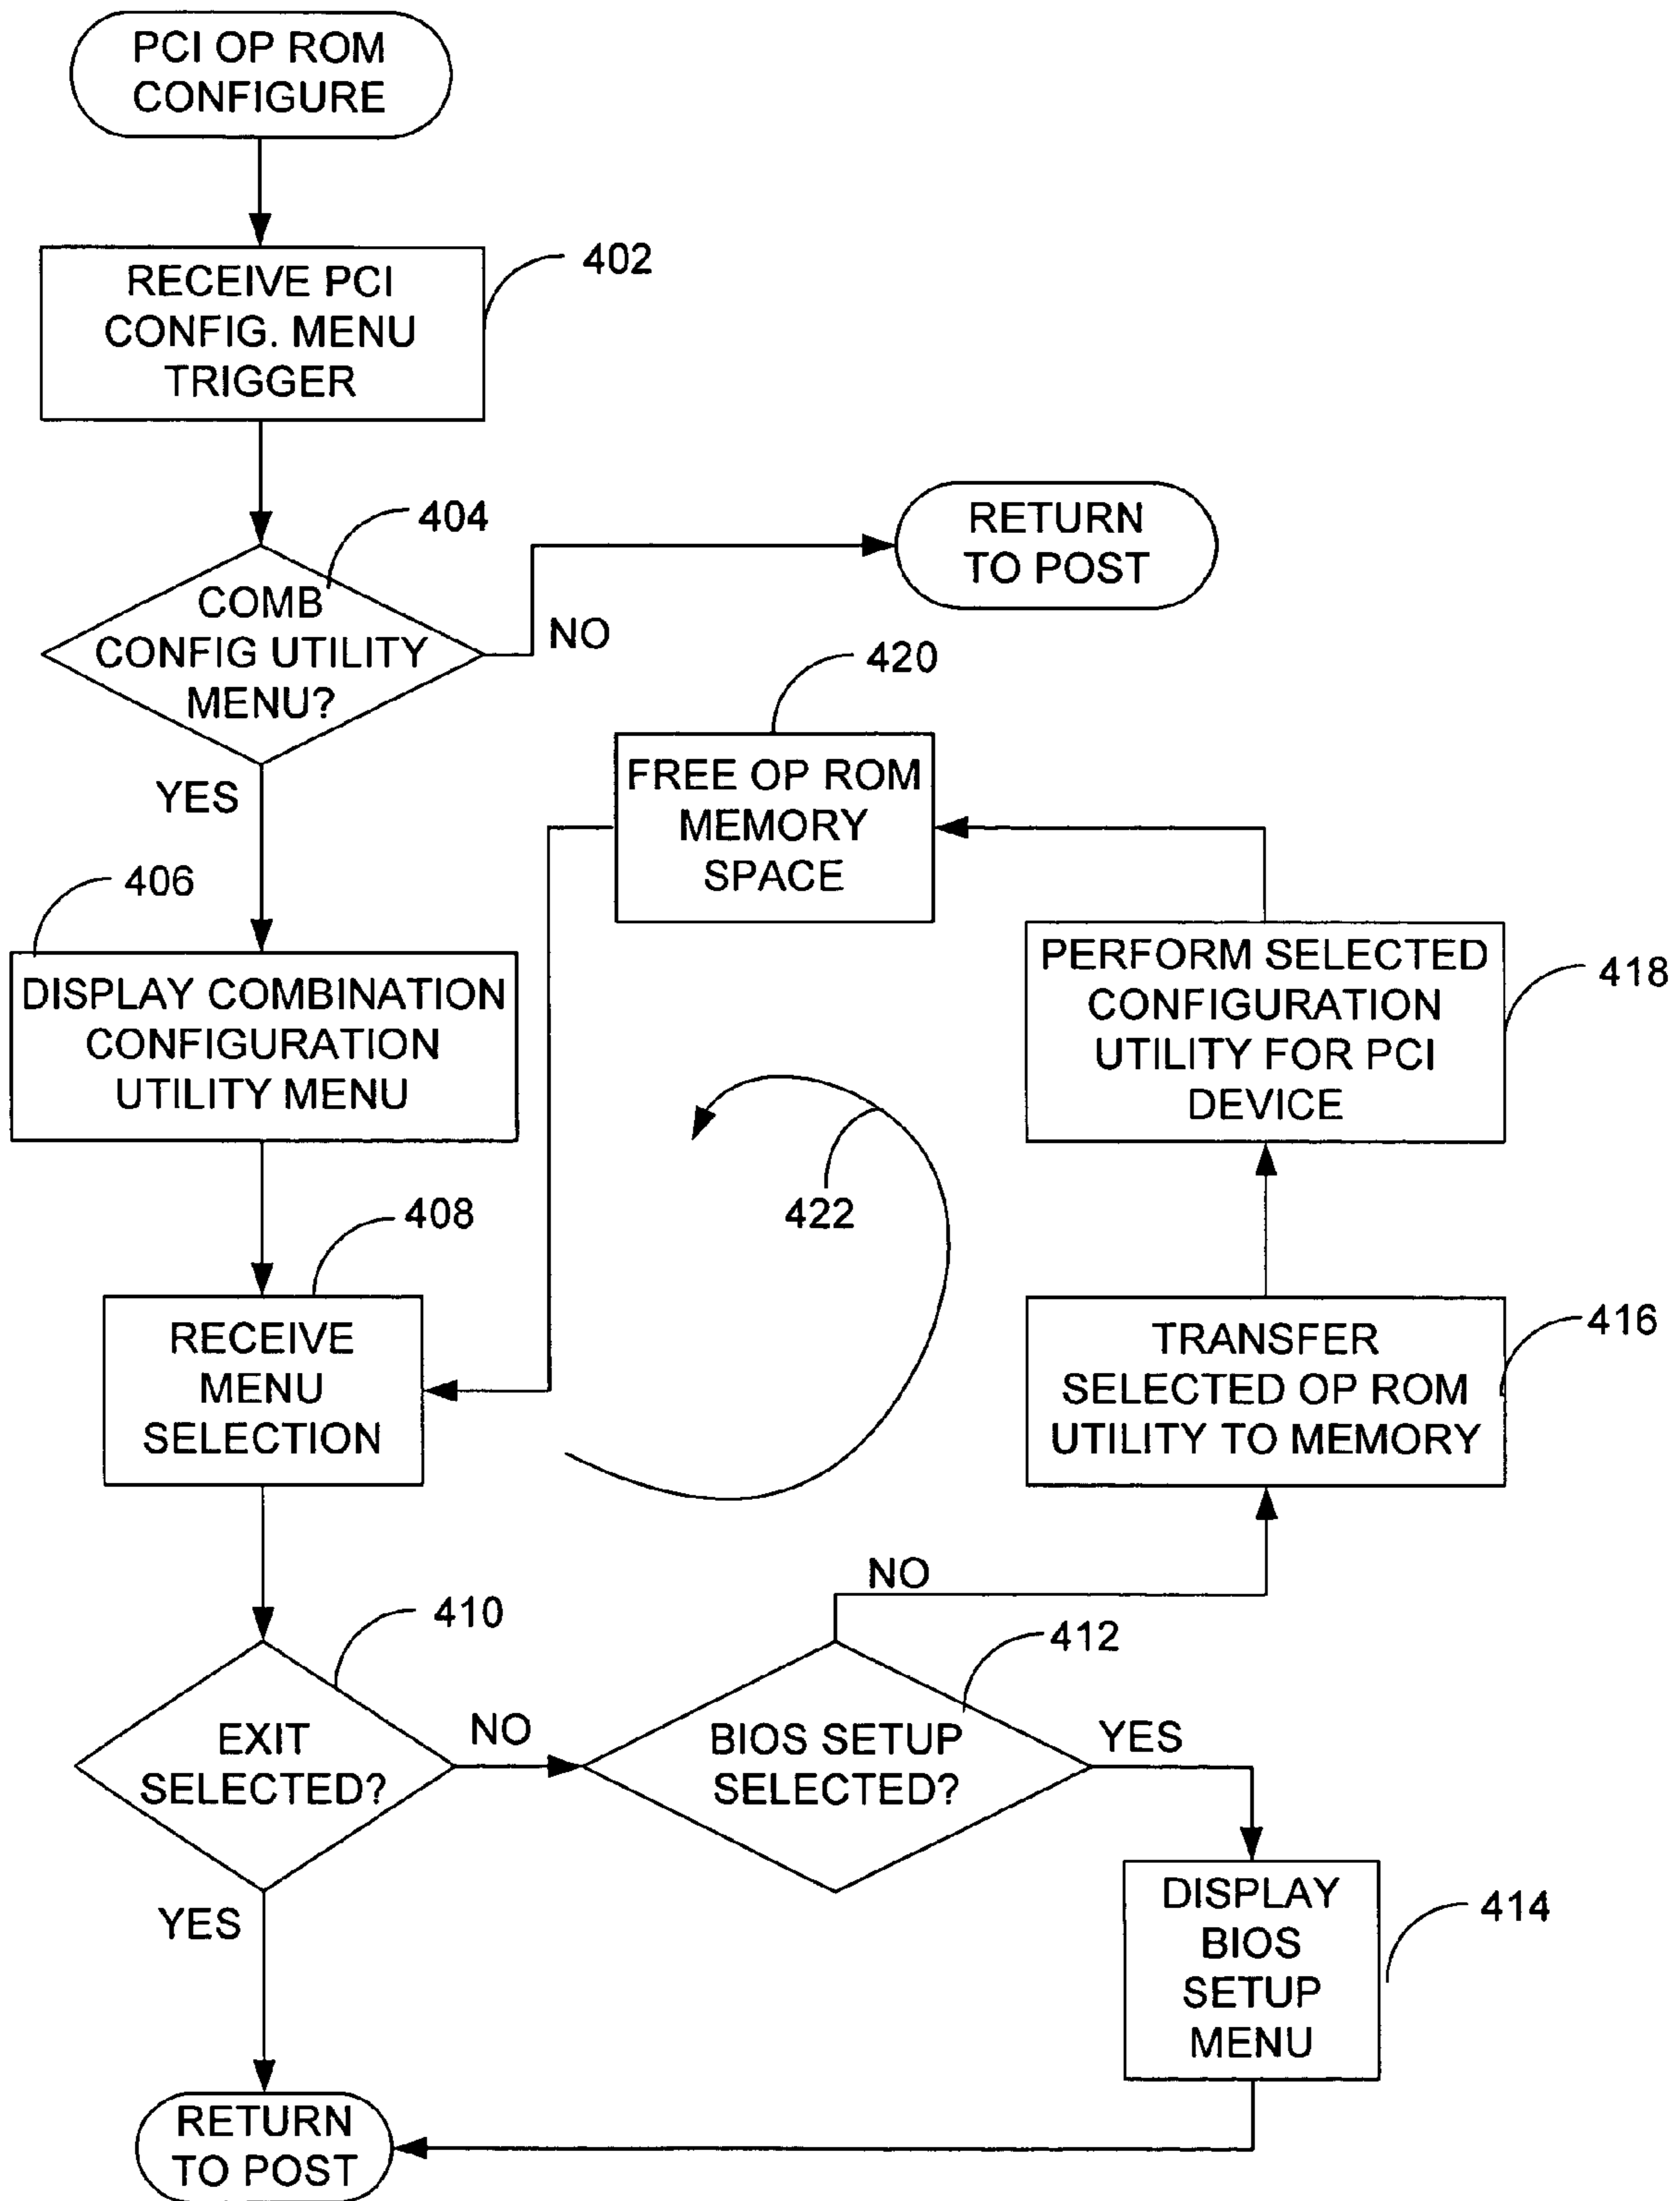 PCI OP ROM
CONFIGURE
RECEIVE PCI
CONFIG. MENU
TRIGGER
402
404
COMB
CONFIG UTILITY
MENU?
NO
YES
RETURN
TO POST
406
DISPLAY COMBINATION
CONFIGURATION
UTILITY MENU
420
FREE OP ROM
MEMORY
SPACE
PERFORM SELECTED
CONFIGURATION
UTILITY FOR PCI
DEVICE
418
422
408
RECEIVE
MENU
SELECTION
TRANSFER
SELECTED OP ROM
UTILITY TO MEMORY
416
410
EXIT
SELECTED?
NO
YES
412
BIOS SETUP
SELECTED?
NO
YES
DISPLAY
BIOS
SETUP
MENU
414
RETURN
TO POST